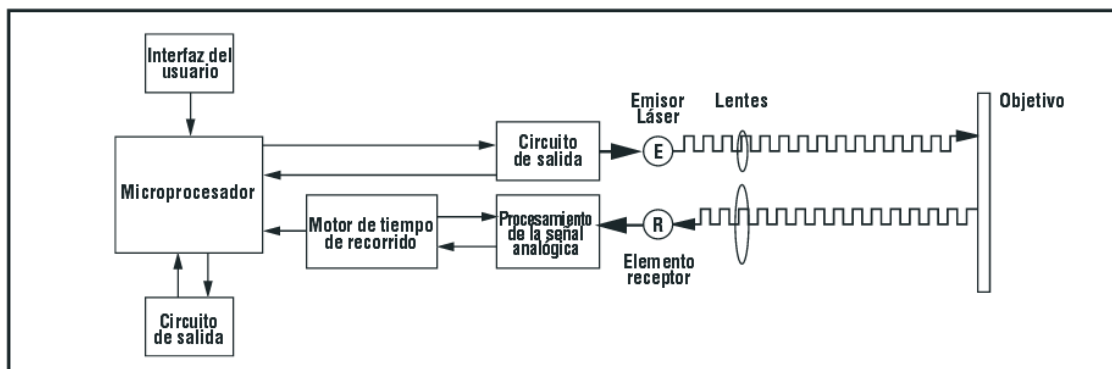 Interfaz del
usuario
Emisor
Láser
Lentes
Objetivo
Circuito
de salida
E
Microprocesador
Motor de tiempo
de recorrido
Procesamiento
de la señal
analógica
R
Elemento
receptor
Circuito
de salida